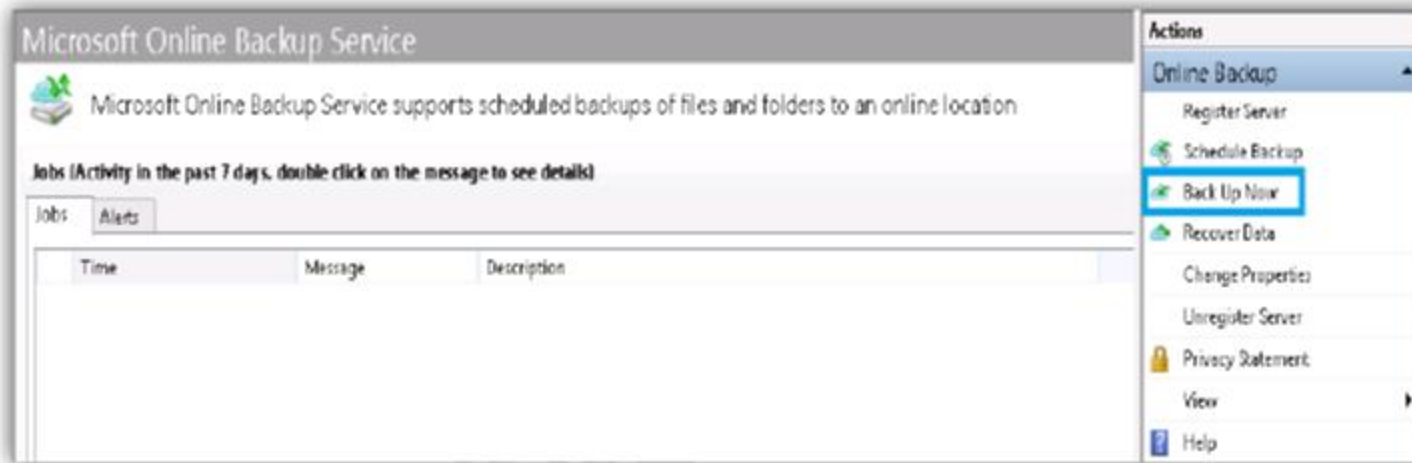 Microsoft Online Backup Service
Microsoft Online Backup Service supports scheduled backups of files and folders to an online location
Jobs (Activity in the past 7 days, double click on the message to see details)
Jobs Alerts
Time Message Description
Actions
Online Backup
Register Server
Schedule Backup
Back Up Now
Recover Data
Change Properties
Unregister Server
Privacy Statement
View
Help